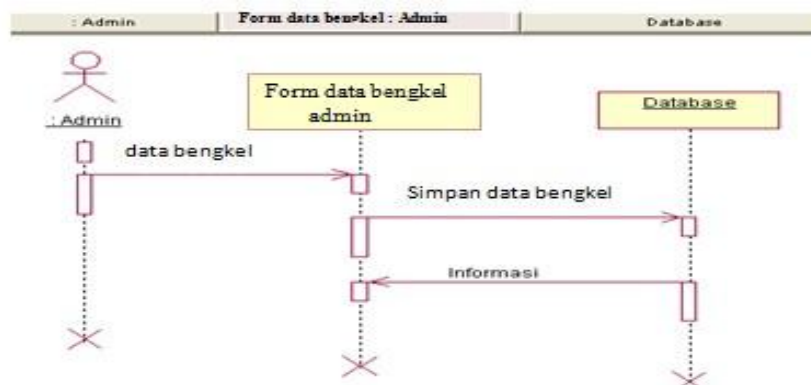 : Admin
Form data bengkel : Admin
Database
Form data bengkel
admin
Database
: Admin
data bengkel
Simpan data bengkel
Informasi